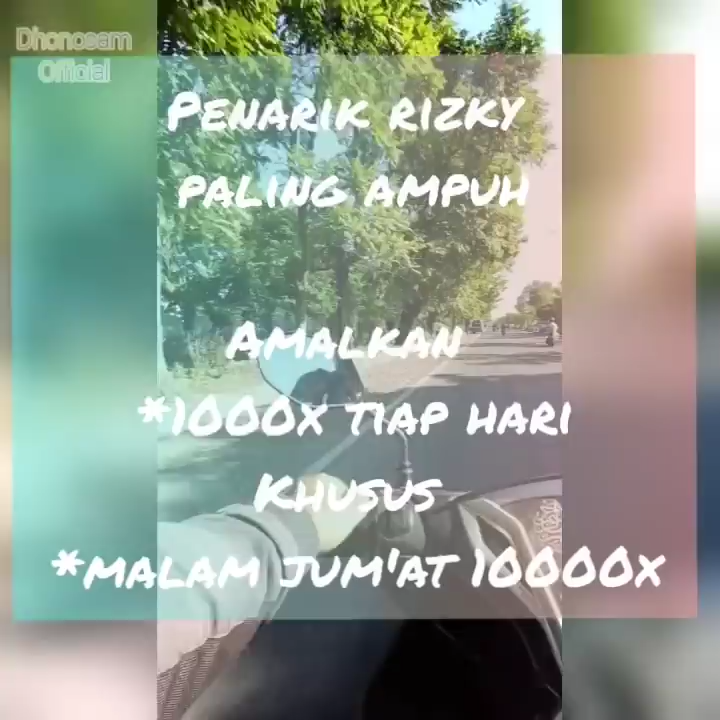 Dhonosam
Official
Penarik rizky
paling ampuh
Amalkan
*1000x tiap hari
Khusus
*malam jum'at 10000x